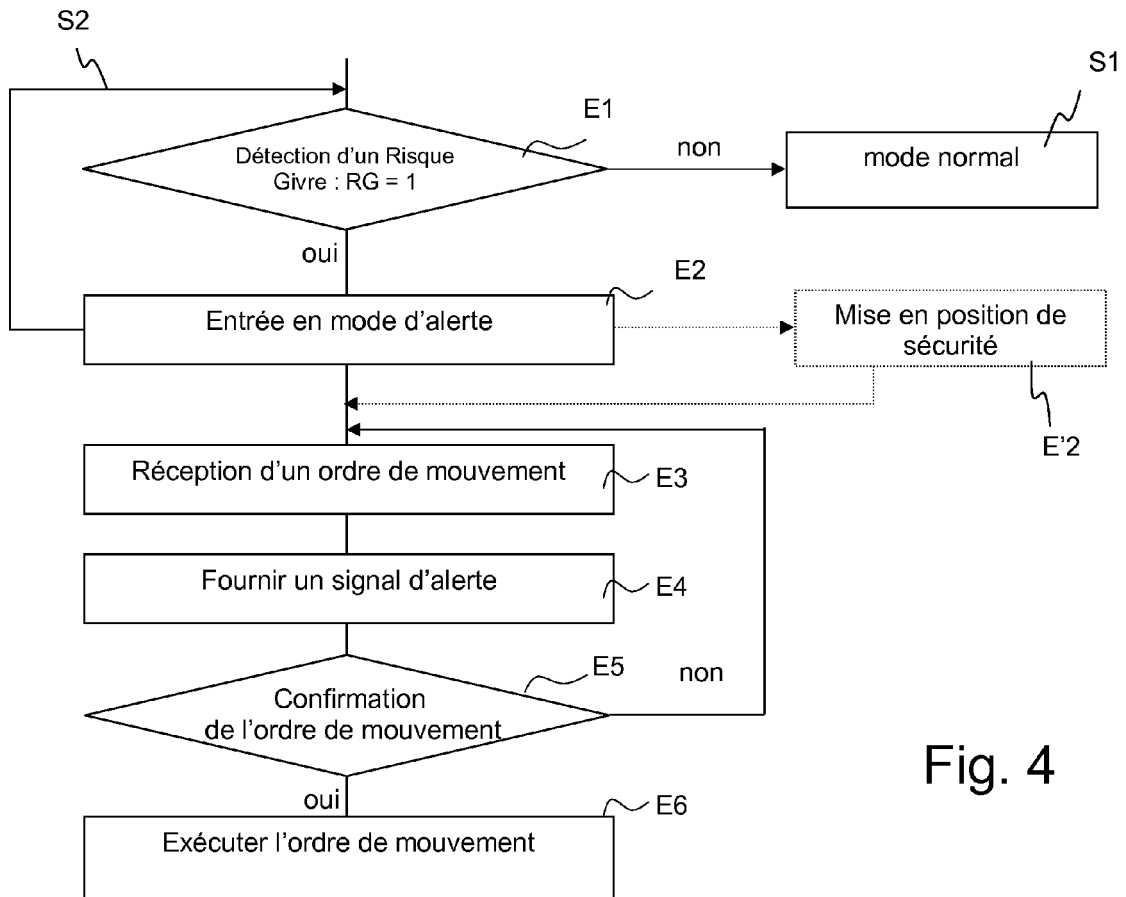 S2
S1
E1
Détection d’un Risque
Givre : RG = 1
non
mode normal
oui
E2
Entrée en mode d’alerte
Mise en position de
sécurité
E’2
Réception d’un ordre de mouvement
E3
Fournir un signal d’alerte
E4
E5
non
Confirmation
de l’ordre de mouvement
Fig. 4
oui
E6
Exécuter l’ordre de mouvement